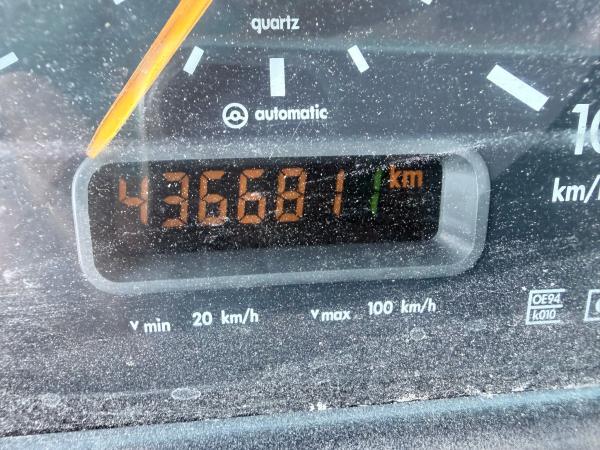 quartz
automatic
4366811 km
km/h
v min 20 km/h v max 100 km/h
OE94
k010